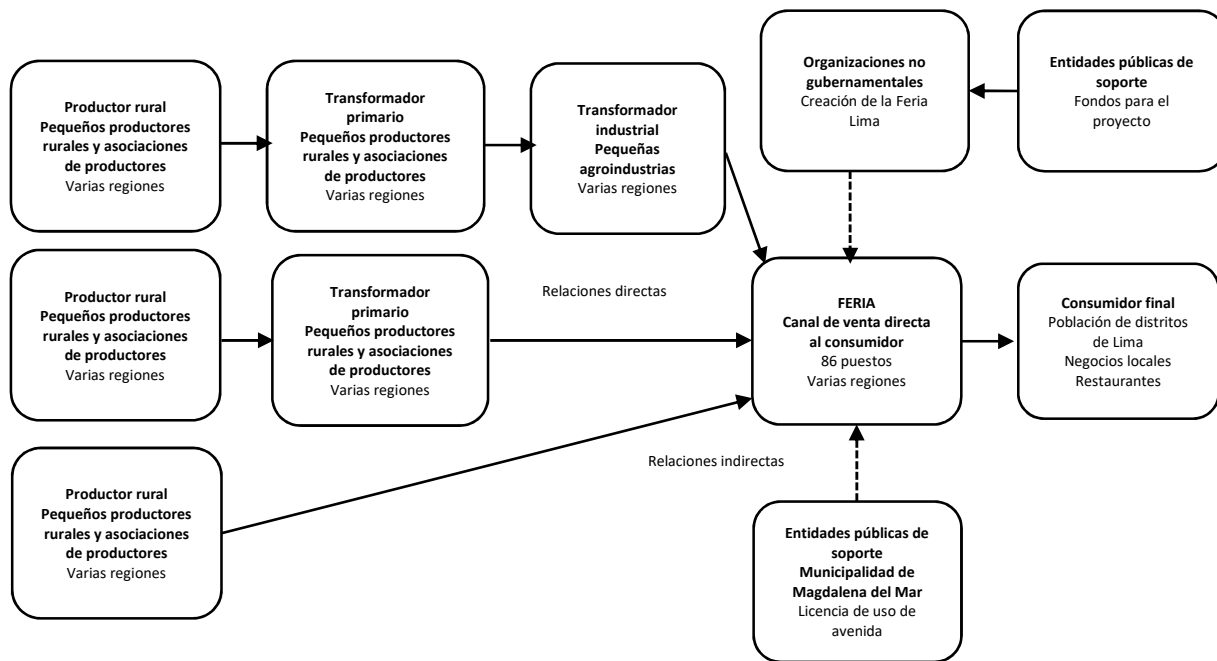 Organizaciones no
gubernamentales
Creación de la Feria
Lima
Entidades públicas de
soporte
Fondos para el
proyecto
Productor rural
Pequeños productores
rurales y asociaciones
de productores
Varias regiones
Transformador
primario
Pequeños productores
rurales y asociaciones
de productores
Varias regiones
Transformador
industrial
Pequeñas
agroindustrias
Varias regiones
Productor rural
Pequeños productores
rurales y asociaciones
de productores
Varias regiones
Transformador
primario
Pequeños productores
rurales y asociaciones
de productores
Varias regiones
Relaciones directas
FERIA
Canal de venta directa
al consumidor
86 puestos
Varias regiones
Consumidor final
Población de distritos
de Lima
Negocios locales
Restaurantes
Productor rural
Pequeños productores
rurales y asociaciones
de productores
Varias regiones
Relaciones indirectas
Entidades públicas de
soporte
Municipalidad de
Magdalena del Mar
Licencia de uso de
avenida